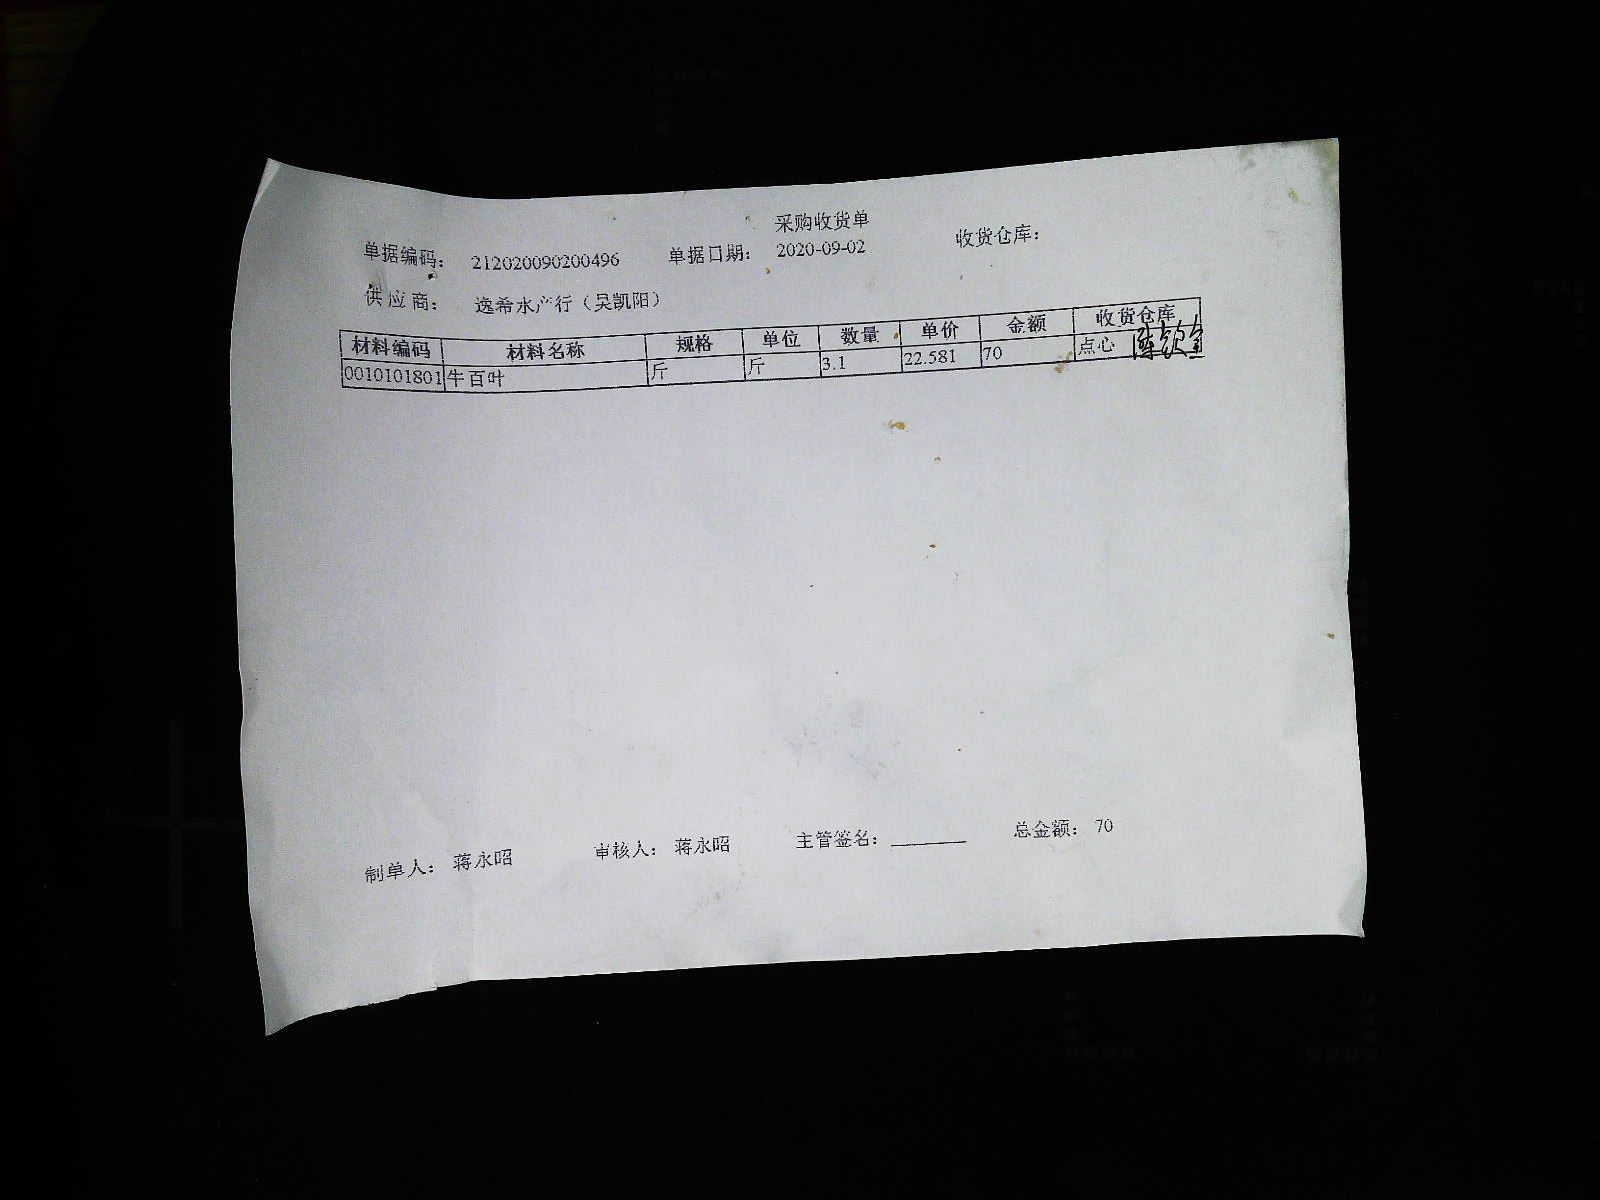 采购收货单
单据编码： 212020090200496 单据日期： 2020-09-02 收货仓库：
供应商： 逸希水产行（吴凯阳）
材料编码 材料名称 规格 单位 数量 单价 金额 收货仓库
0010101801 牛百叶 斤 斤 3.1 22.581 70 点心
制单人： 蒋永昭 审核人： 蒋永昭 主管签名： 总金额： 70